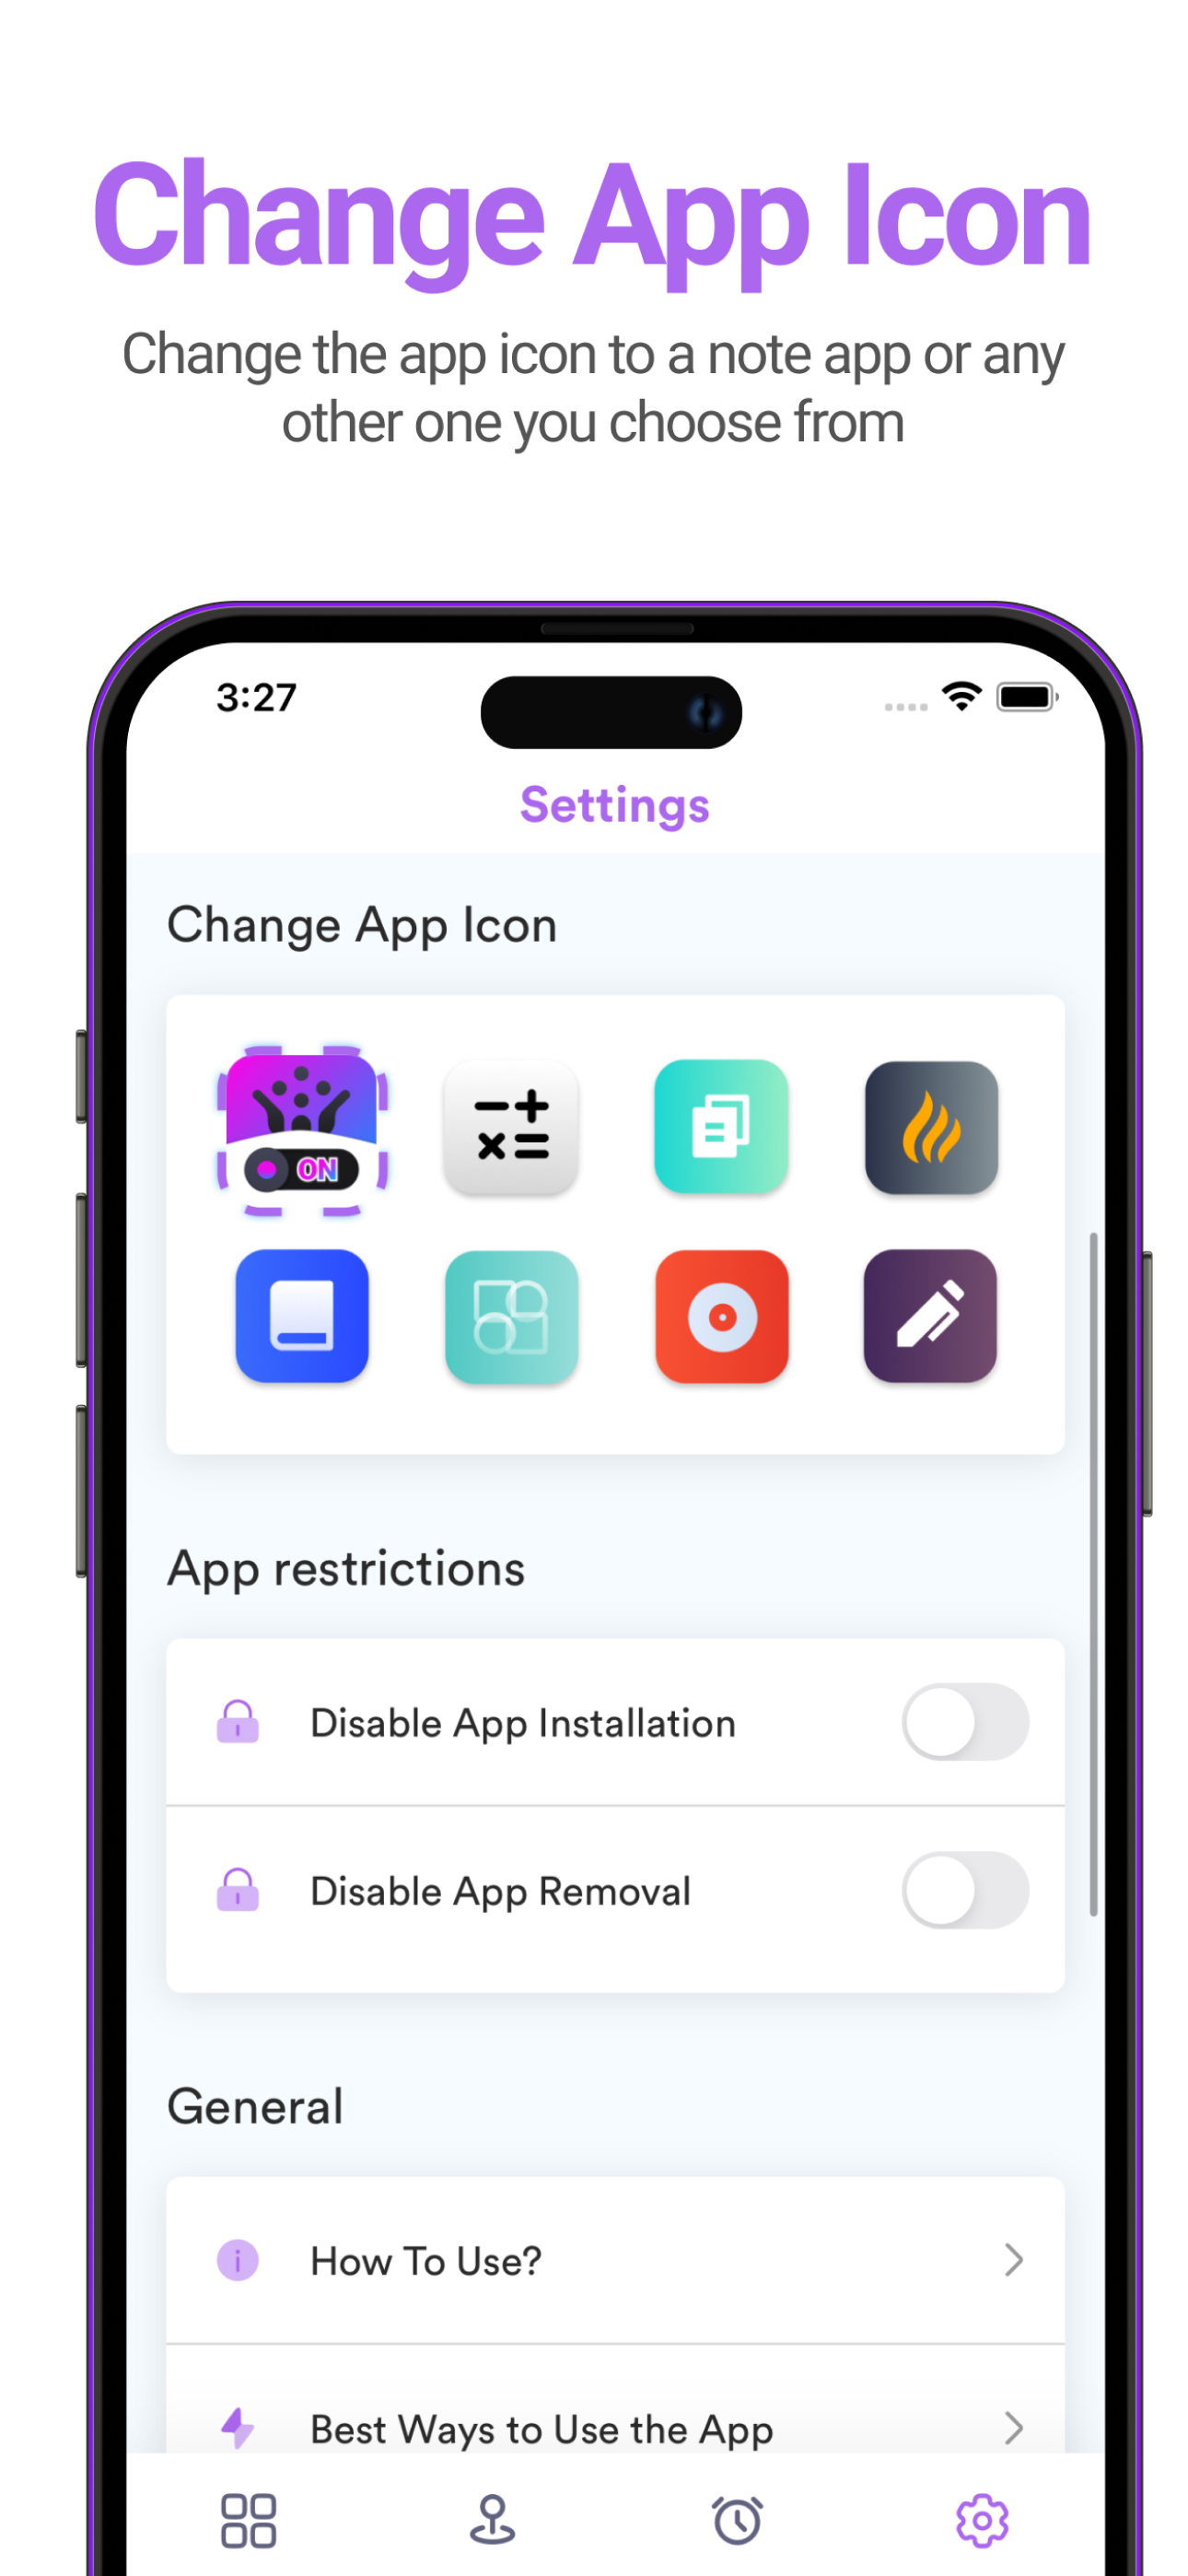 Change App Icon
Change the app icon to a note app or any
other one you choose from
3:27
Settings
Change App Icon
ON
App restrictions
Disable App Installation
Disable App Removal
General
How To Use?
Best Ways to Use the App